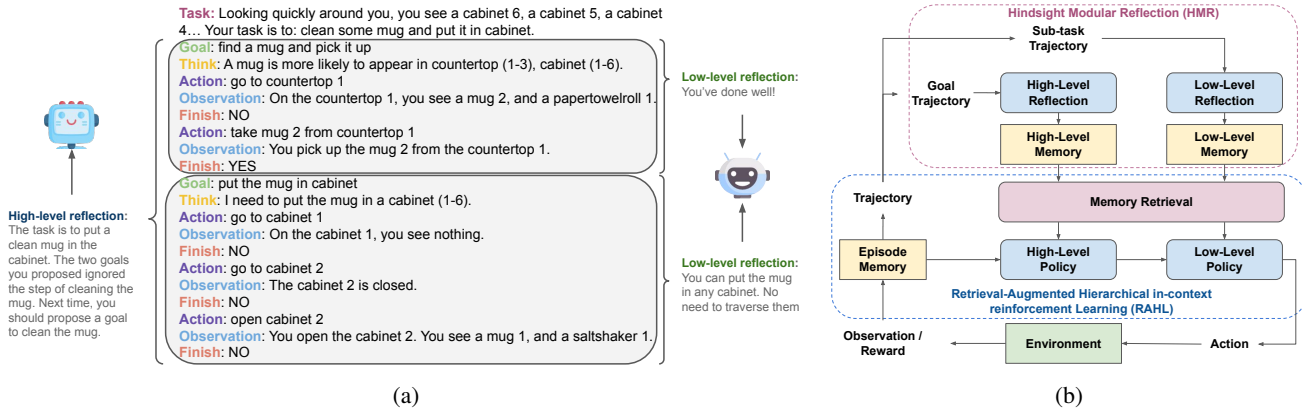 Task: Looking quickly around you, you see a cabinet 6, a cabinet 5, a cabinet
4… Your task is to: clean some mug and put it in cabinet.
Goal: find a mug and pick it up
Think: A mug is more likely to appear in countertop (1-3), cabinet (1-6).
Action: go to countertop 1
Observation: On the countertop 1, you see a mug 2, and a papertowelroll 1.
Finish: NO
Action: take mug 2 from countertop 1
Observation: You pick up the mug 2 from the countertop 1.
Finish: YES
Goal: put the mug in cabinet
Think: I need to put the mug in a cabinet (1-6).
Action: go to cabinet 1
Observation: On the cabinet 1, you see nothing.
Finish: NO
Action: go to cabinet 2
Observation: The cabinet 2 is closed.
Finish: NO
Action: open cabinet 2
Observation: You open the cabinet 2. You see a mug 1, and a saltshaker 1.
Finish: NO
High-level reflection:
The task is to put a
clean mug in the
cabinet. The two goals
you proposed ignored
the step of cleaning the
mug. Next time, you
should propose a goal
to clean the mug.
Low-level reflection:
You've done well!
Low-level reflection:
You can put the mug
in any cabinet. No
need to traverse them
(a)
Hindsight Modular Reflection (HMR)
Sub-task
Trajectory
Goal
Trajectory
High-Level
Reflection
Low-Level
Reflection
High-Level
Memory
Low-Level
Memory
Trajectory
Memory Retrieval
Episode
Memory
High-Level
Policy
Low-Level
Policy
Retrieval-Augmented Hierarchical in-context
reinforcement Learning (RAHL)
Observation /
Reward
Environment
Action
(b)